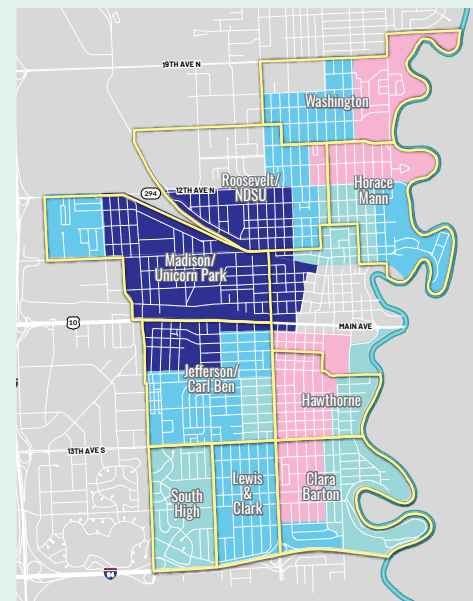 19TH AVE N
Washington
Roosevelt/
NDSU
294
12TH AVE N
Horace
Mann
Madison/
Unicorn Park
10
MAIN AVE
Jefferson/
Carl Ben
Hawthorne
13TH AVE S
South
High
Lewis
&
Clark
Clara
Barton